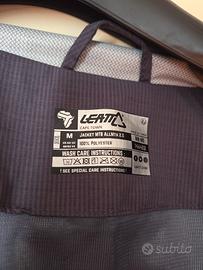 LEATT
CAPE TOWN
M
JACKET MTB ALLMTN 2.0
100% POLYESTER
WASH CARE INSTRUCTIONS:
! SEE SPECIAL CARE INSTRUCTIONS!
subito